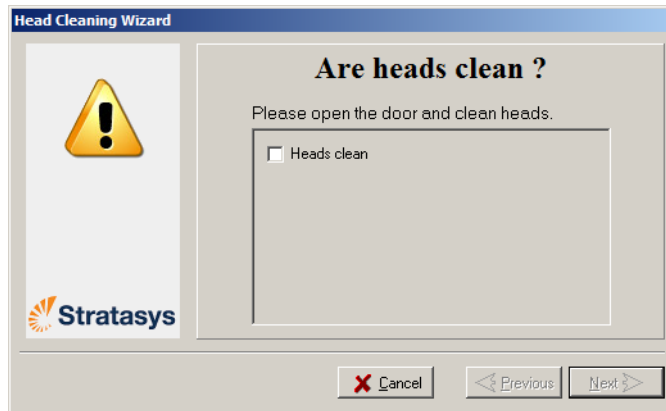 Head Cleaning Wizard
Are heads clean ?
Please open the door and clean heads.
Heads clean
Stratasys
Cancel
Previous
Next